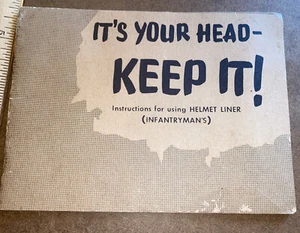 IT'S YOUR HEAD-
KEEP IT!
Instructions for using HELMET LINER
(INFANTRYMAN'S)